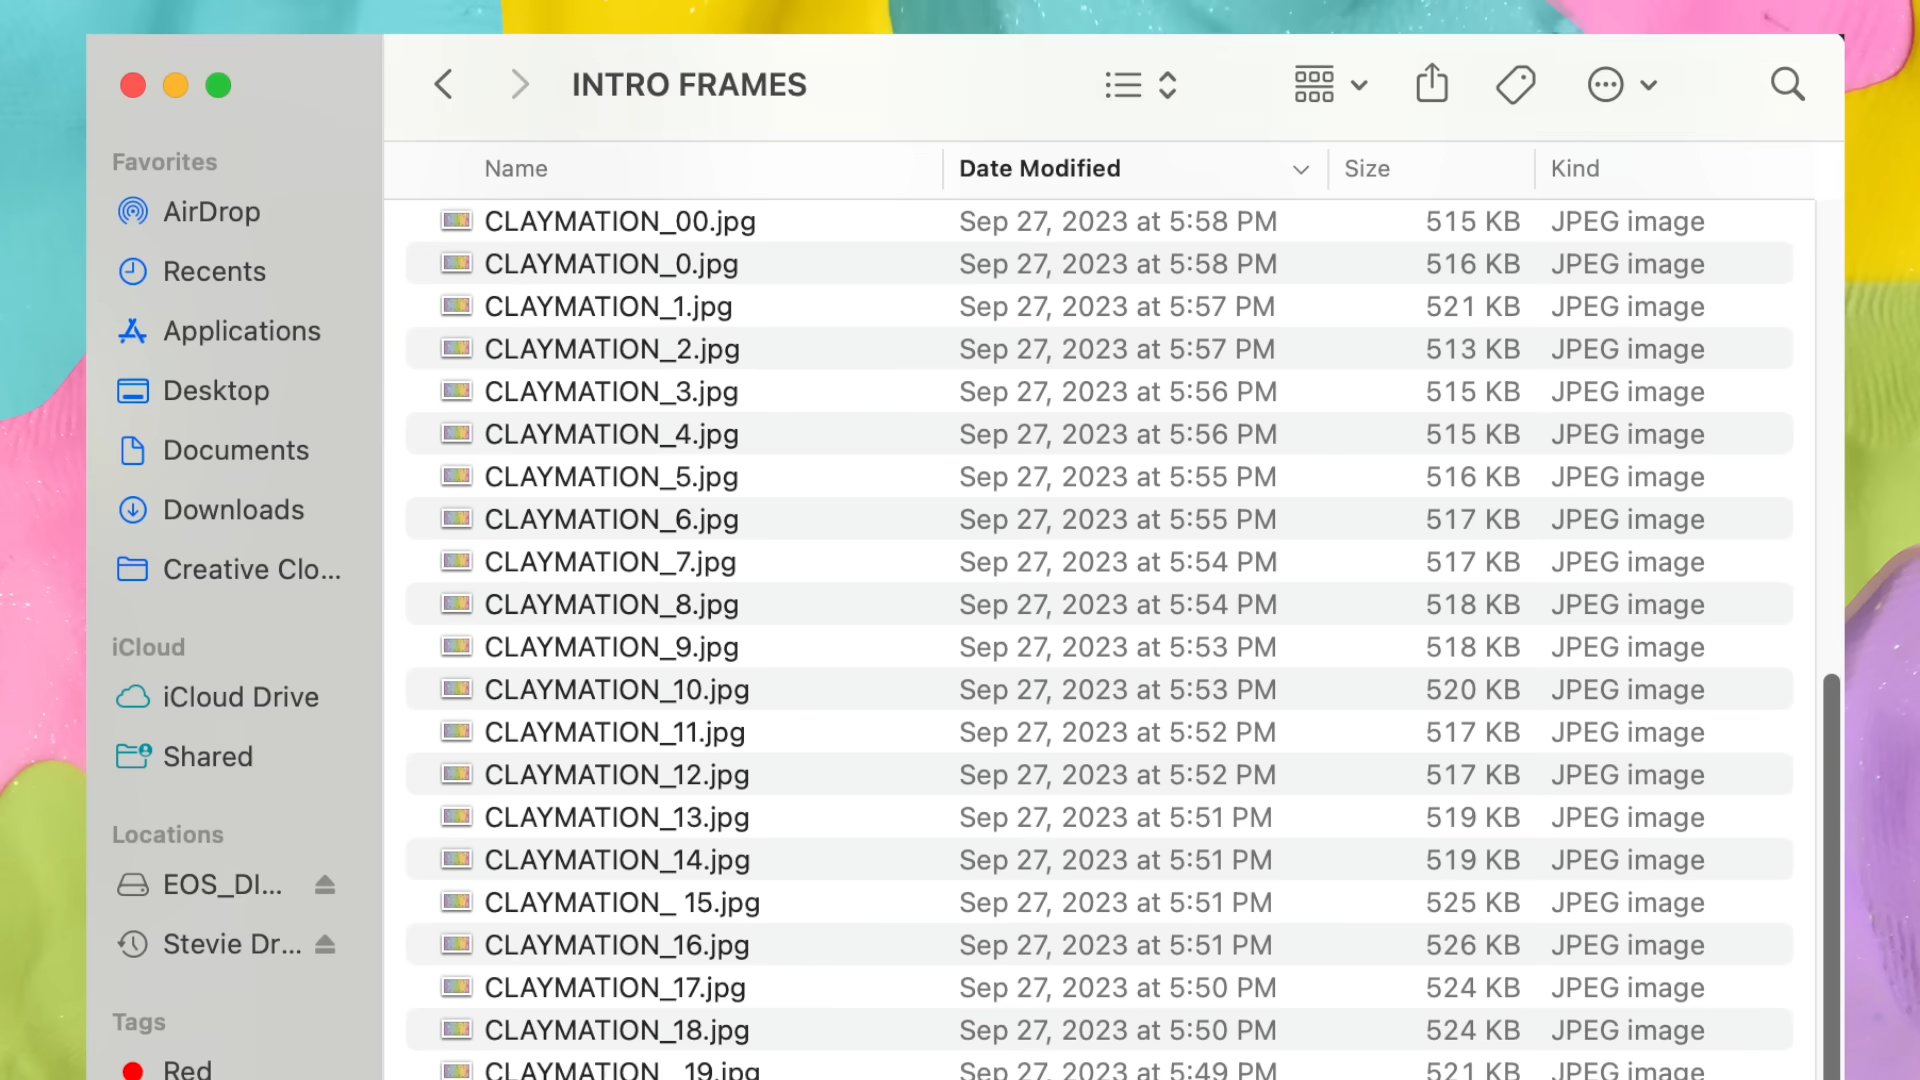 INTRO FRAMES
Favorites
AirDrop
Recents
Applications
Desktop
Documents
Downloads
Creative Clo...
iCloud
iCloud Drive
Shared
Locations
EOS_DI...
Stevie Dr...
Tags
Red
Name Date Modified Size Kind
CLAYMATION_00.jpg Sep 27, 2023 at 5:58 PM 515 KB JPEG image
CLAYMATION_0.jpg Sep 27, 2023 at 5:58 PM 516 KB JPEG image
CLAYMATION_1.jpg Sep 27, 2023 at 5:57 PM 521 KB JPEG image
CLAYMATION_2.jpg Sep 27, 2023 at 5:57 PM 513 KB JPEG image
CLAYMATION_3.jpg Sep 27, 2023 at 5:56 PM 515 KB JPEG image
CLAYMATION_4.jpg Sep 27, 2023 at 5:56 PM 515 KB JPEG image
CLAYMATION_5.jpg Sep 27, 2023 at 5:55 PM 516 KB JPEG image
CLAYMATION_6.jpg Sep 27, 2023 at 5:55 PM 517 KB JPEG image
CLAYMATION_7.jpg Sep 27, 2023 at 5:54 PM 517 KB JPEG image
CLAYMATION_8.jpg Sep 27, 2023 at 5:54 PM 518 KB JPEG image
CLAYMATION_9.jpg Sep 27, 2023 at 5:53 PM 518 KB JPEG image
CLAYMATION_10.jpg Sep 27, 2023 at 5:53 PM 520 KB JPEG image
CLAYMATION_11.jpg Sep 27, 2023 at 5:52 PM 517 KB JPEG image
CLAYMATION_12.jpg Sep 27, 2023 at 5:52 PM 517 KB JPEG image
CLAYMATION_13.jpg Sep 27, 2023 at 5:51 PM 519 KB JPEG image
CLAYMATION_14.jpg Sep 27, 2023 at 5:51 PM 519 KB JPEG image
CLAYMATION_ 15.jpg Sep 27, 2023 at 5:51 PM 525 KB JPEG image
CLAYMATION_16.jpg Sep 27, 2023 at 5:51 PM 526 KB JPEG image
CLAYMATION_17.jpg Sep 27, 2023 at 5:50 PM 524 KB JPEG image
CLAYMATION_18.jpg Sep 27, 2023 at 5:50 PM 524 KB JPEG image
CLAYMATION_ 19.jpg Sep 27, 2023 at 5:49 PM 521 KB JPEG image